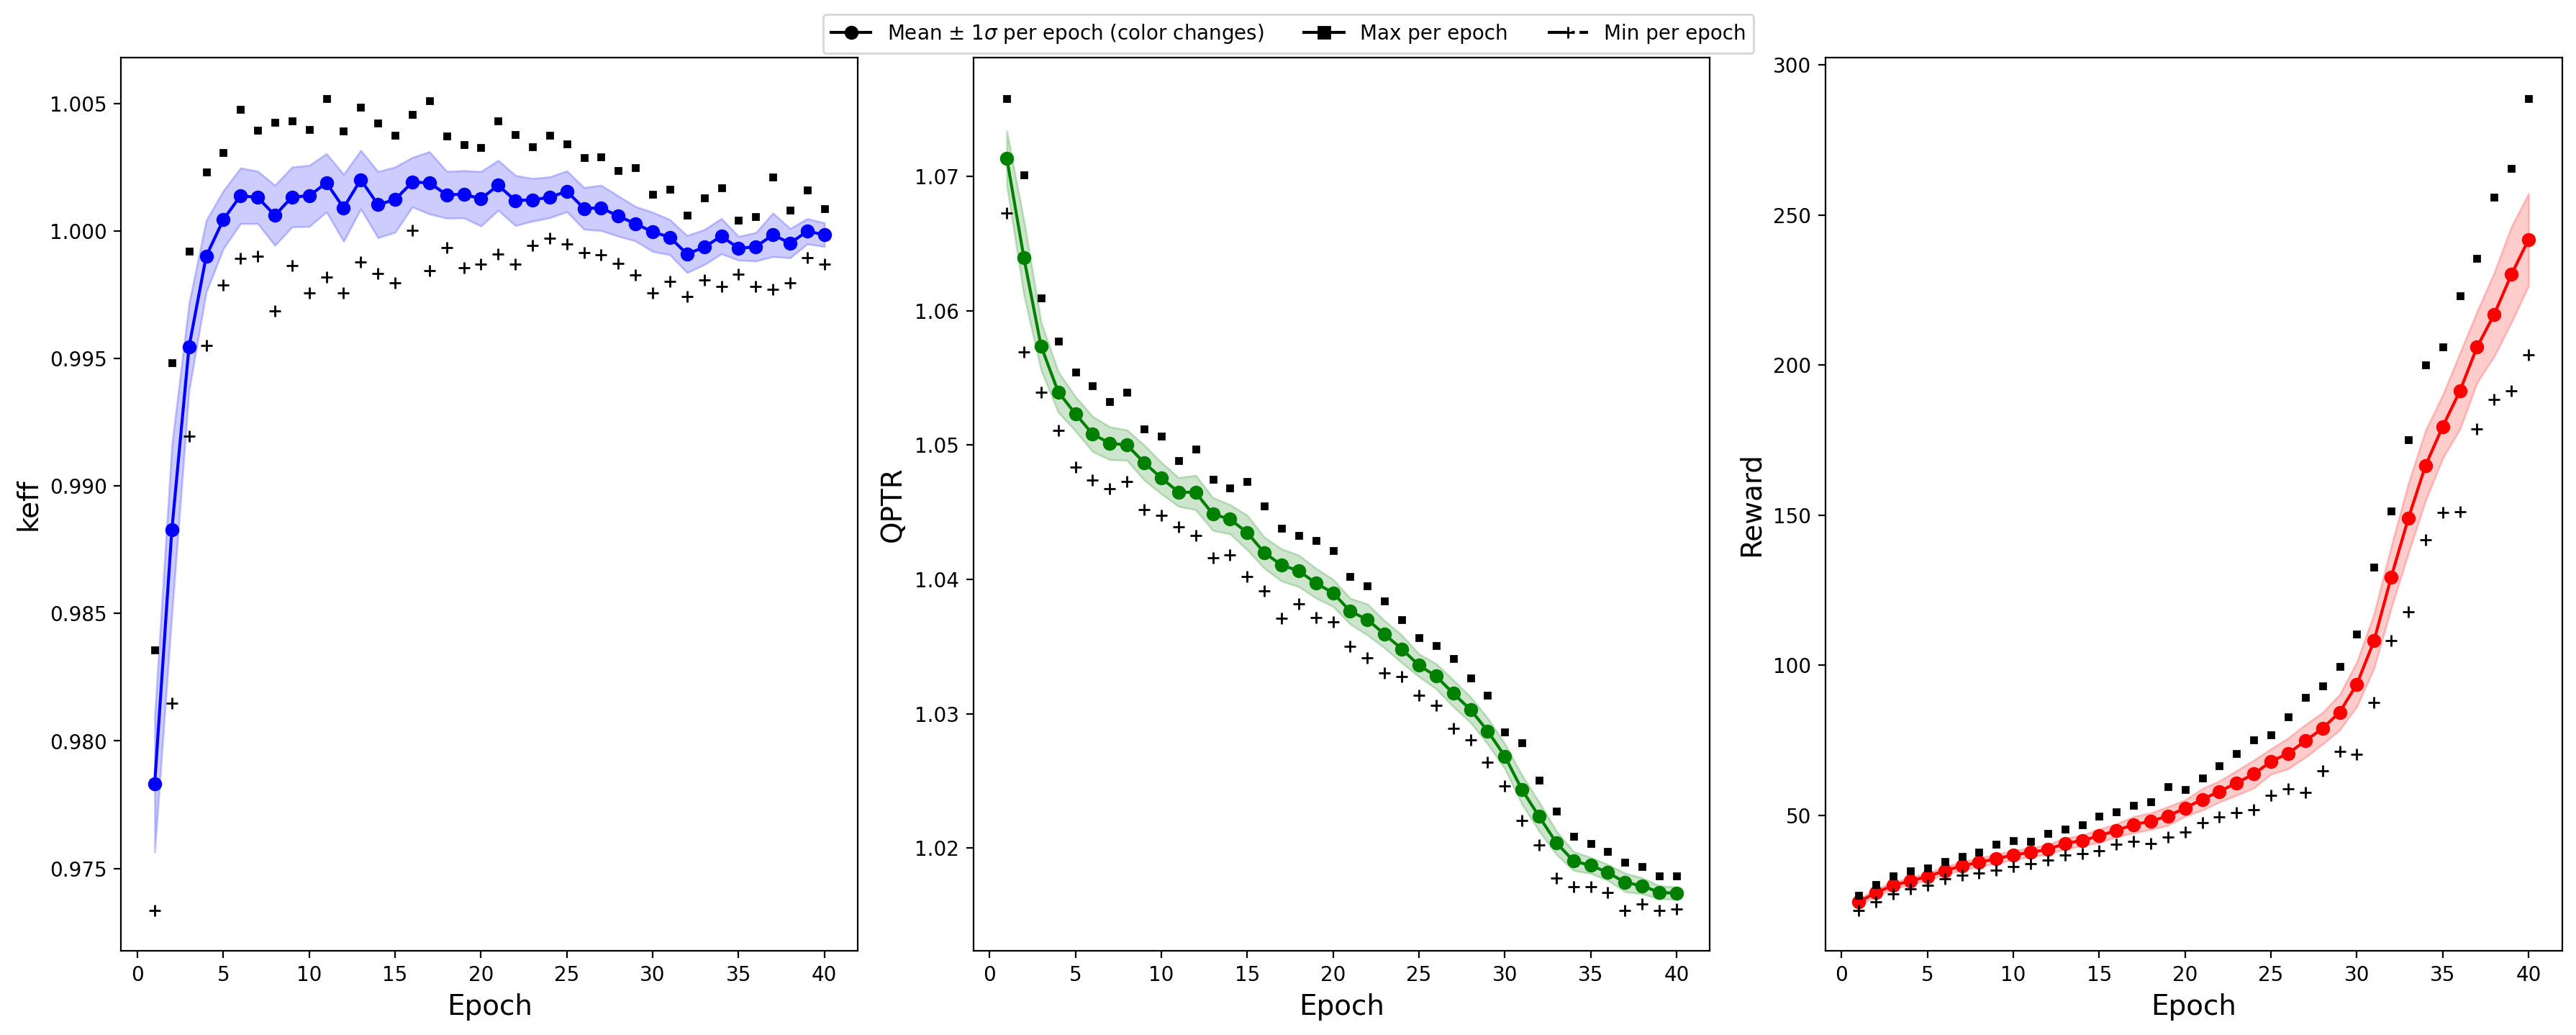 Mean ± 1σ per epoch (color changes) Max per epoch Min per epoch
keff
1.005
1.000
0.995
0.990
0.985
0.980
0.975
0 5 10 15 20 25 30 35 40
Epoch
QPTR
1.07
1.06
1.05
1.04
1.03
1.02
0 5 10 15 20 25 30 35 40
Epoch
Reward
300
250
200
150
100
50
0 5 10 15 20 25 30 35 40
Epoch